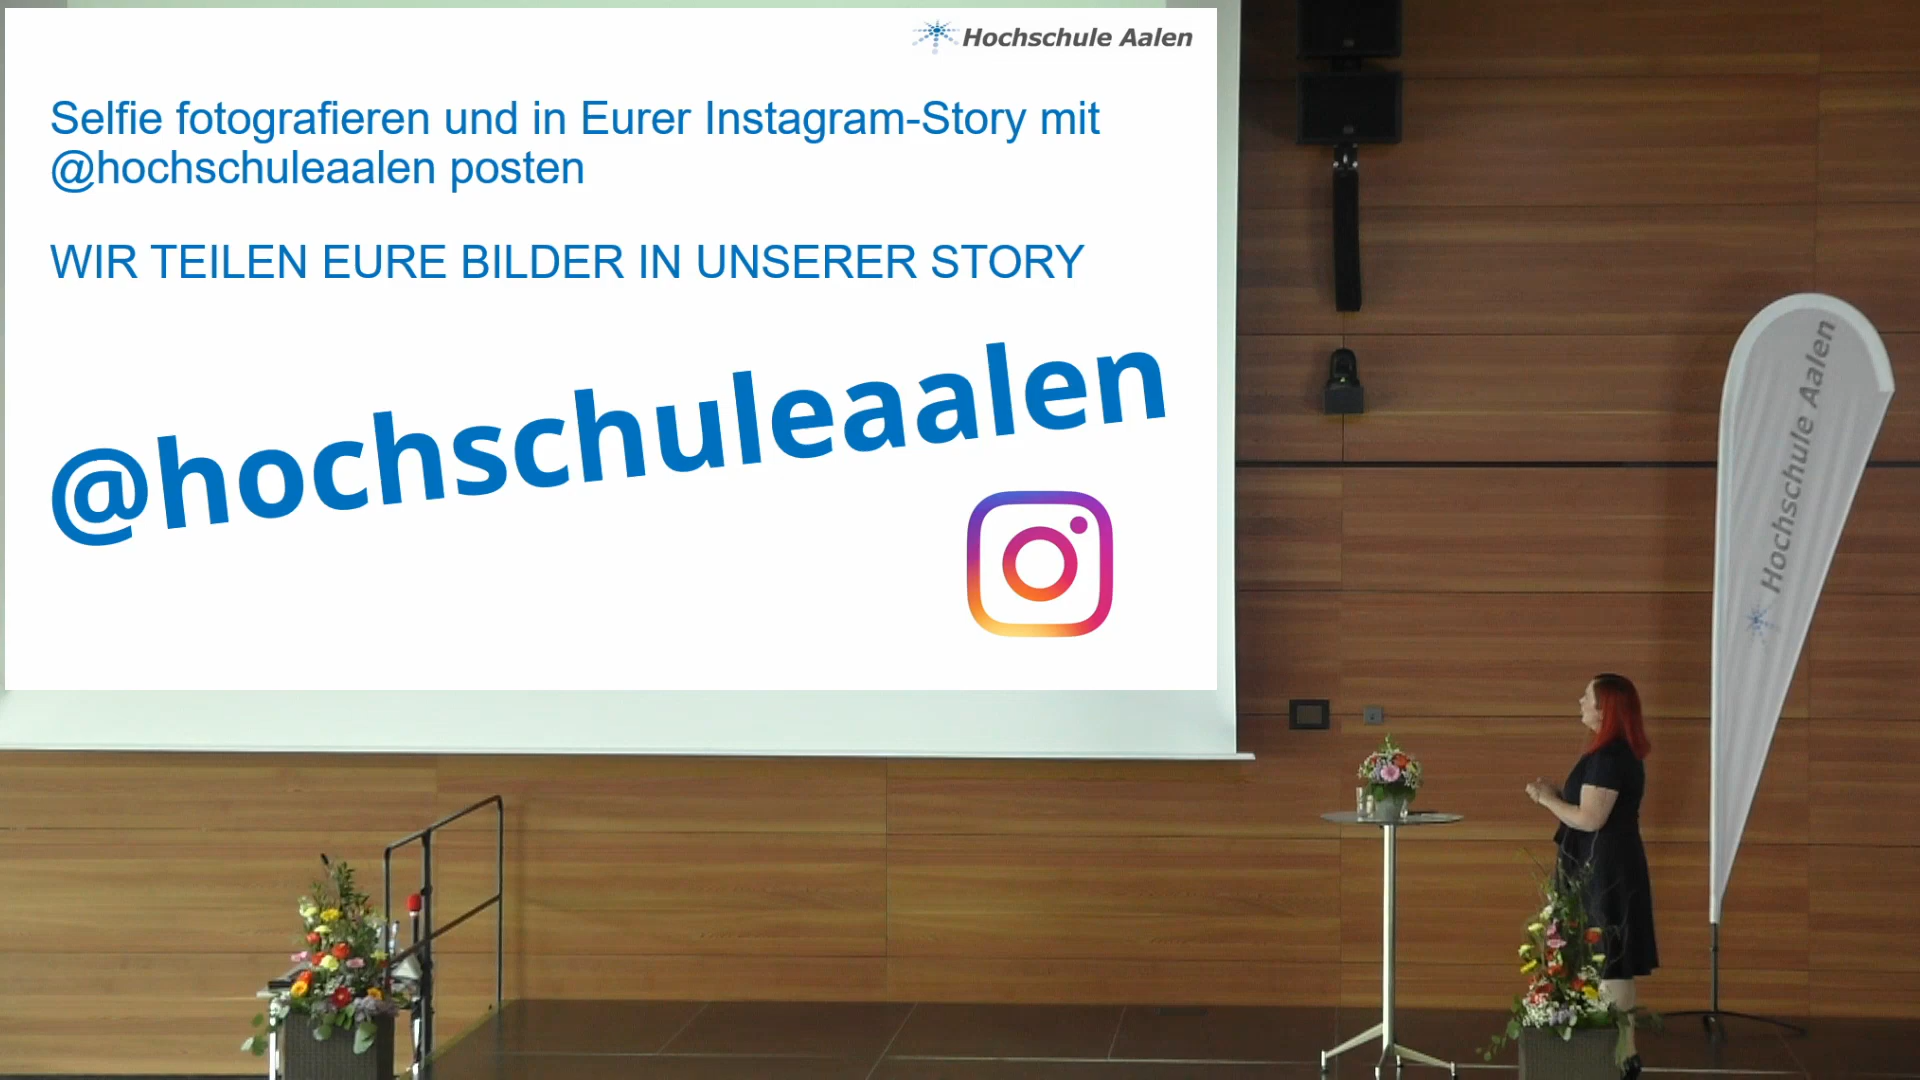 Hochschule Aalen
Selfie fotografieren und in Eurer Instagram-Story mit
@hochschuleaalen posten
WIR TEILEN EURE BILDER IN UNSERER STORY
@hochschuleaalen
Hochschule Aalen